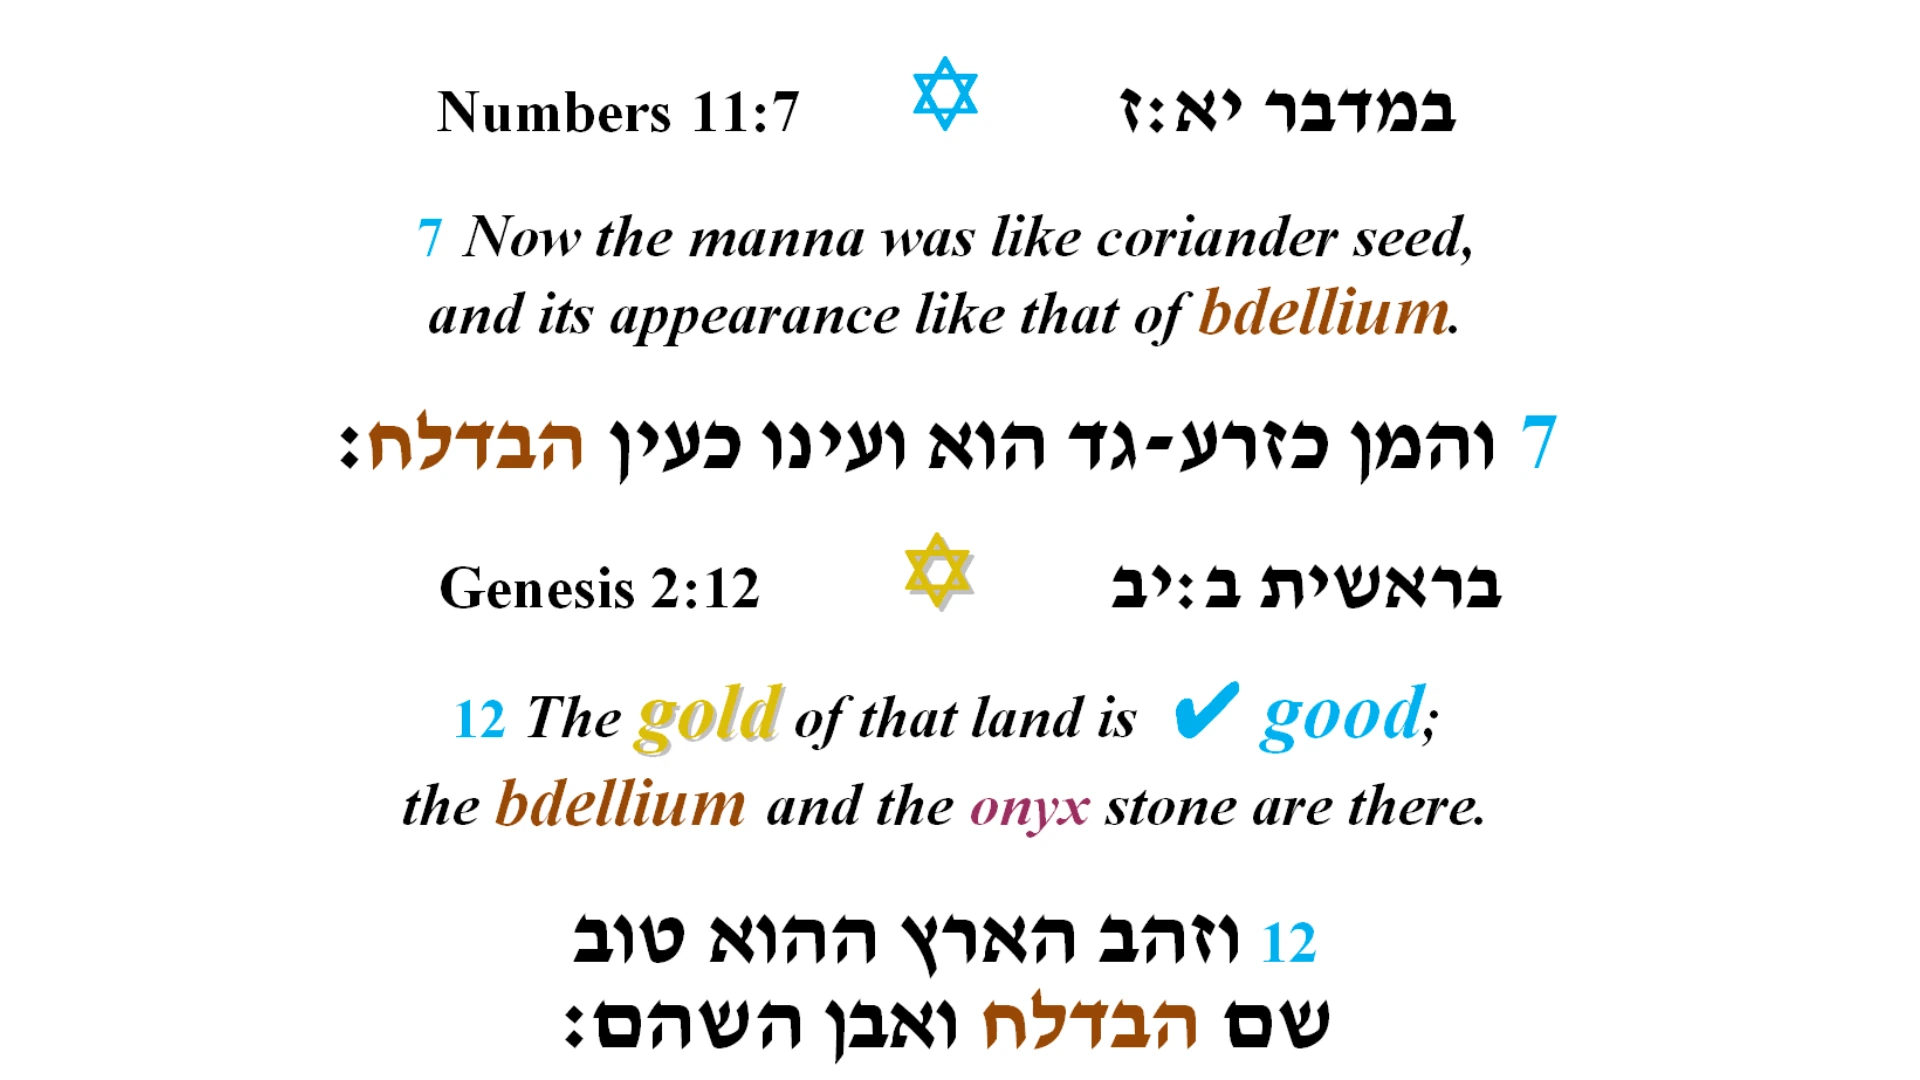 Numbers 11:7 ✡ במדבר יא:ז
7 Now the manna was like coriander seed,
and its appearance like that of bdellium.
7 והמן כזרע-גד הוא ועינו כעין הבדלח:
Genesis 2:12 ✡ בראשית ב:יב
12 The gold of that land is ✔ good;
the bdellium and the onyx stone are there.
12 וזהב הארץ ההוא טוב
שם הבדלח ואבן השהם: